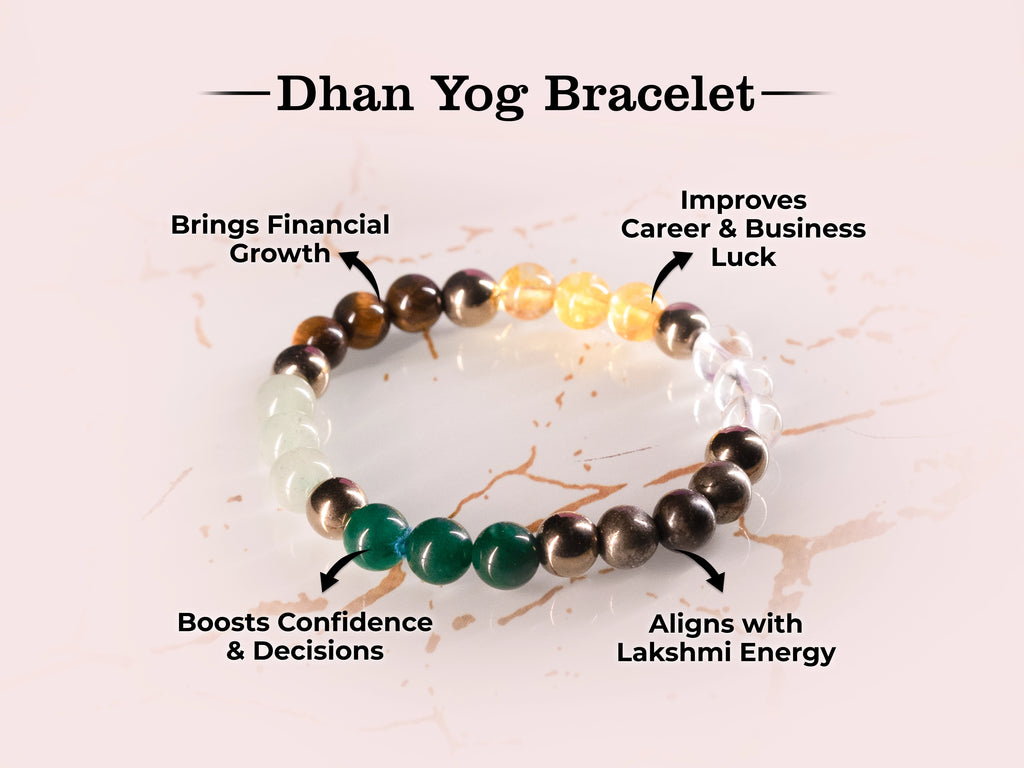 Dhan Yog Bracelet
Brings Financial
Growth
Improves
Career & Business
Luck
Boosts Confidence
& Decisions
Aligns with
Lakshmi Energy